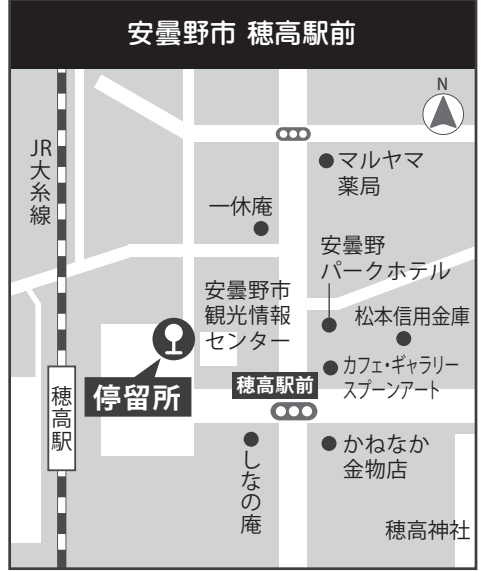 安曇野市 穂高駅前
N
JR大糸線
マルヤマ
薬局
一休庵
安曇野
パークホテル
安曇野市
観光情報
センター
松本信用金庫
カフェ・ギャラリー
スプーンアート
停留所
穂高駅前
穂高駅
しなの庵
かねなか
金物店
穂高神社